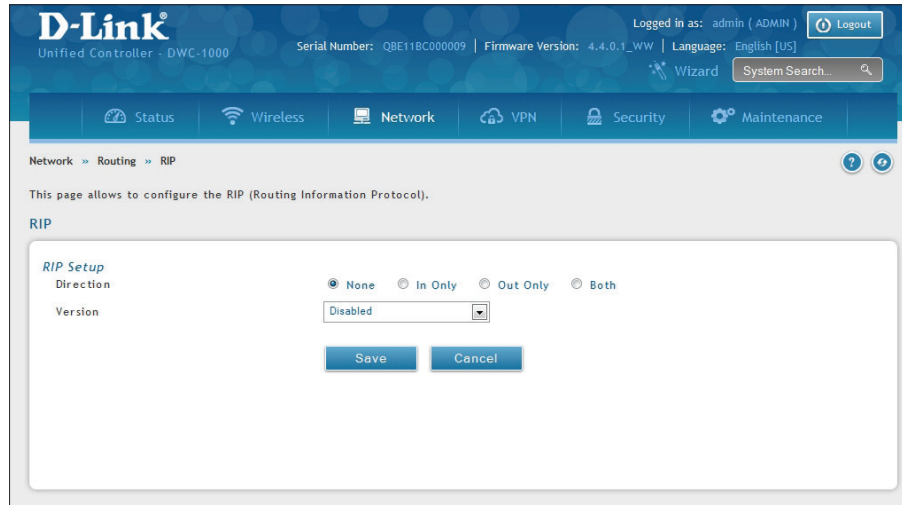 D-Link®
Unified Controller - DWC-1000
Logged in as: admin ( ADMIN ) Logout
Serial Number: QBE11BC000009 | Firmware Version: 4.4.0.1_WW | Language: English [US]
Wizard System Search...
Status Wireless Network VPN Security Maintenance
Network » Routing » RIP
This page allows to configure the RIP (Routing Information Protocol).
RIP
RIP Setup
Direction None In Only Out Only Both
Version Disabled
Save Cancel